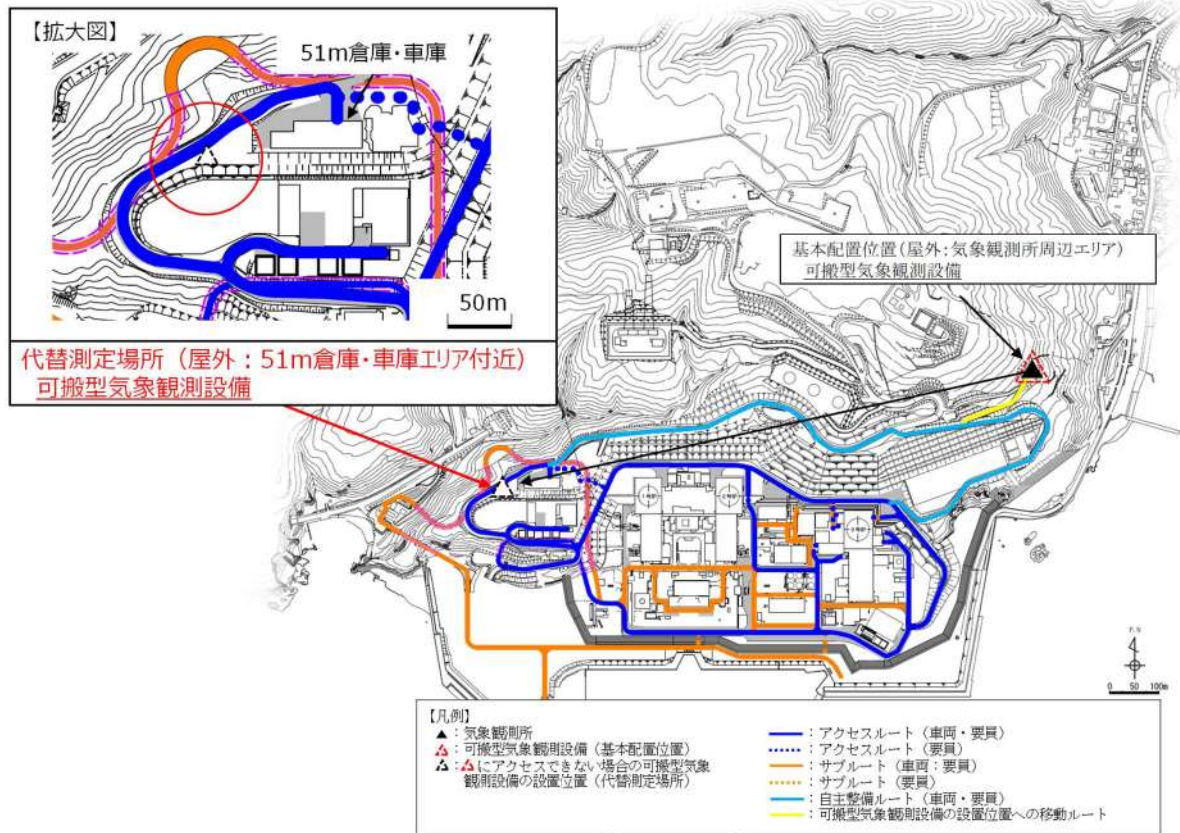 【拡大図】
51m倉庫・車庫
50m
代替測定場所（屋外：51m倉庫・車庫エリア付近）
可搬型気象観測設備
基本配置位置(屋外:気象観測所周辺エリア)
可搬型気象観測設備
P.N
0 50 100m
【凡例】
▲：気象観測所
：可搬型気象観測設備（基本配置位置）
：にアクセスできない場合の可搬型気象
観測設備の設置位置（代替測定場所）
：アクセスルート（車両・要員）
：アクセスルート（要員）
：サブルート（車両：要員）
：サブルート（要員）
：自主整備ルート（車両・要員）
：可搬型気象観測設備の設置位置への移動ルート